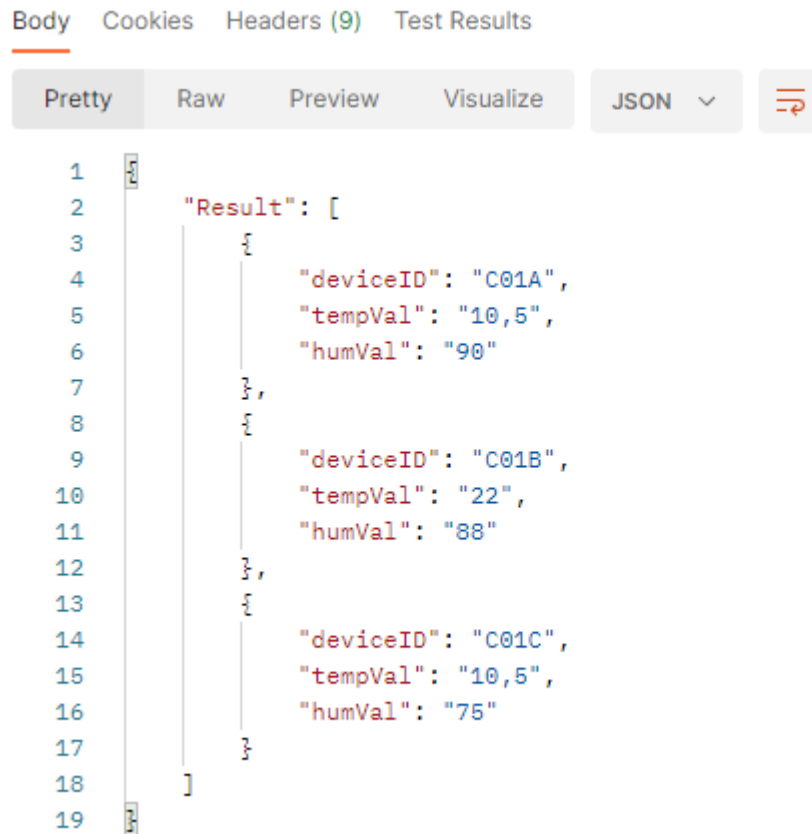 Body Cookies Headers (9) Test Results
Pretty Raw Preview Visualize JSON
1 {
2 "Result": [
3 {
4 "deviceID": "C01A",
5 "tempVal": "10,5",
6 "humVal": "90"
7 },
8 {
9 "deviceID": "C01B",
10 "tempVal": "22",
11 "humVal": "88"
12 },
13 {
14 "deviceID": "C01C",
15 "tempVal": "10,5",
16 "humVal": "75"
17 }
18 ]
19 }